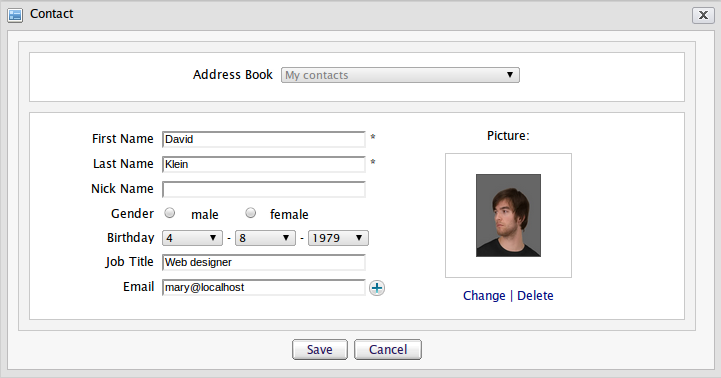 Contact
Address Book My contacts
First Name David *
Last Name Klein *
Nick Name
Gender male female
Birthday 4 - 8 - 1979
Job Title Web designer
Email mary@localhost
Picture:
Change | Delete
Save Cancel